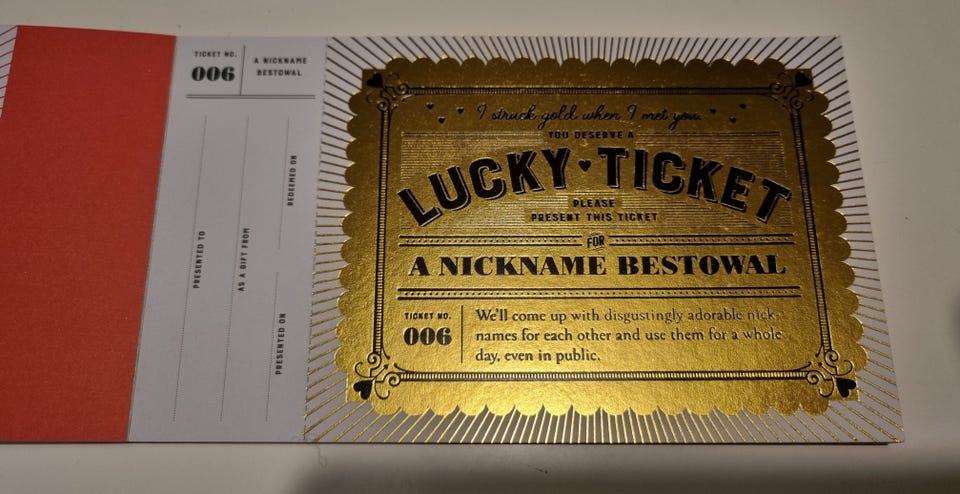 TICKET NO.
006
A NICKNAME
BESTOWAL
PRESENTED TO
AS A GIFT FROM
PRESENTED ON
REDEEMED ON
I struck gold when I met you.
YOU DESERVE A
LUCKY TICKET
PLEASE
PRESENT THIS TICKET
FOR
A NICKNAME BESTOWAL
TICKET NO.
006
We'll come up with disgustingly adorable nick-
names for each other and use them for a whole
day, even in public.